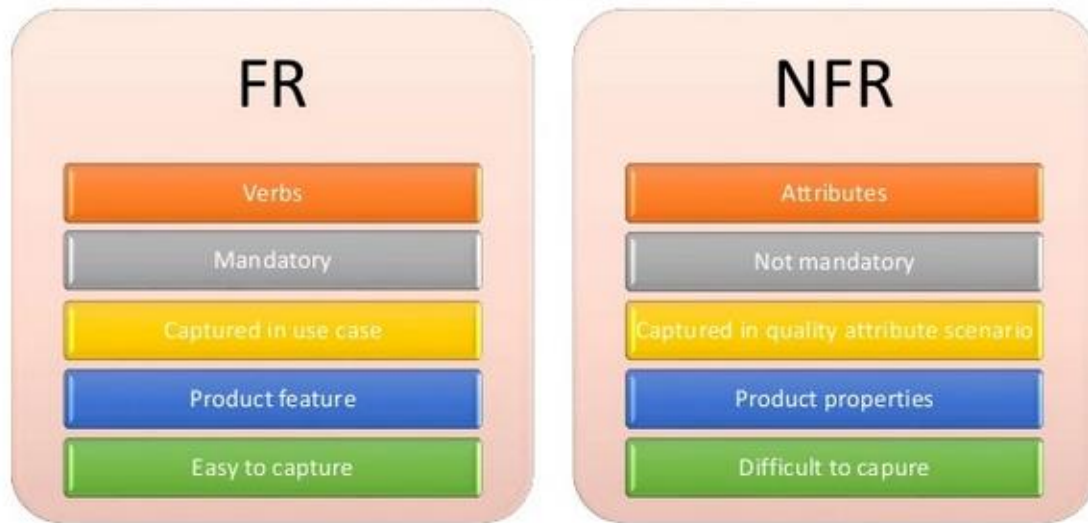 FR
Verbs
Mandatory
Captured in use case
Product feature
Easy to capture
NFR
Attributes
Not mandatory
Captured in quality attribute scenario
Product properties
Difficult to capure